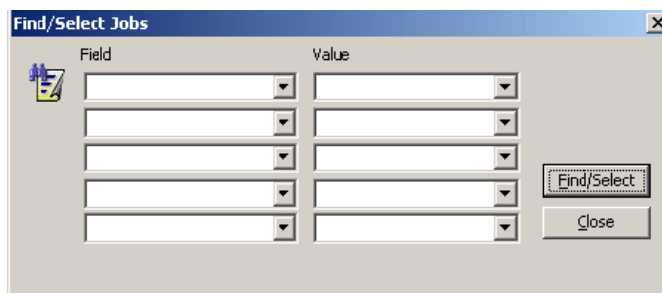 Find/Select Jobs
Field Value
Find/Select
Close